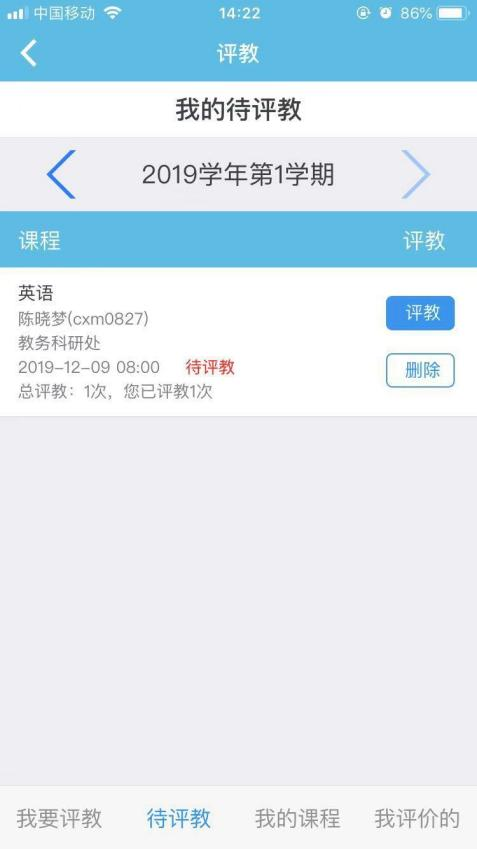 中国移动 14:22 86%
评教
我的待评教
2019学年第1学期
课程 评教
英语
陈晓梦(cxm0827)
评教
教务科研处
2019-12-09 08:00 待评教
删除
总评教：1次，您已评教1次
我要评教 待评教 我的课程 我评价的